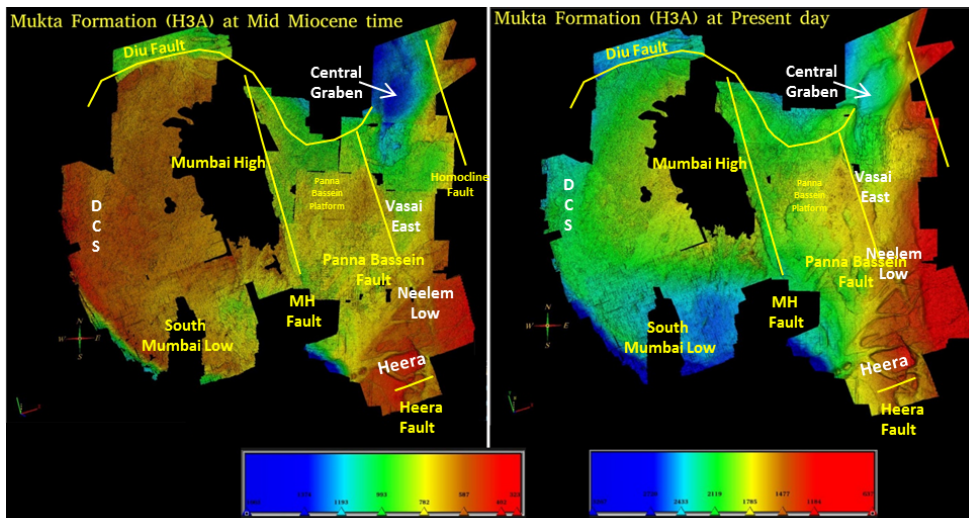 Mukta Formation (H3A) at Mid Miocene time
Diu Fault
Central
Graben
Mumbai High
Homocline
Fault
Panna
Bassein
Platform
D
C
S
Vasai
East
Panna Bassein
Fault
Neelem
Low
MH
Fault
South
Mumbai Low
N
W
E
S
Heera
Heera
Fault
1193
993
782
587
Mukta Formation (H3A) at Present day
Diu Fault
Central
Graben
Mumbai High
Panna
Bassein
Platform
D
C
S
Vasai
East
Neelem
Low
Panna Bassein
Fault
MH
Fault
South
Mumbai Low
N
W
E
S
Heera
Heera
Fault
2433
2119
1785
1477
1194